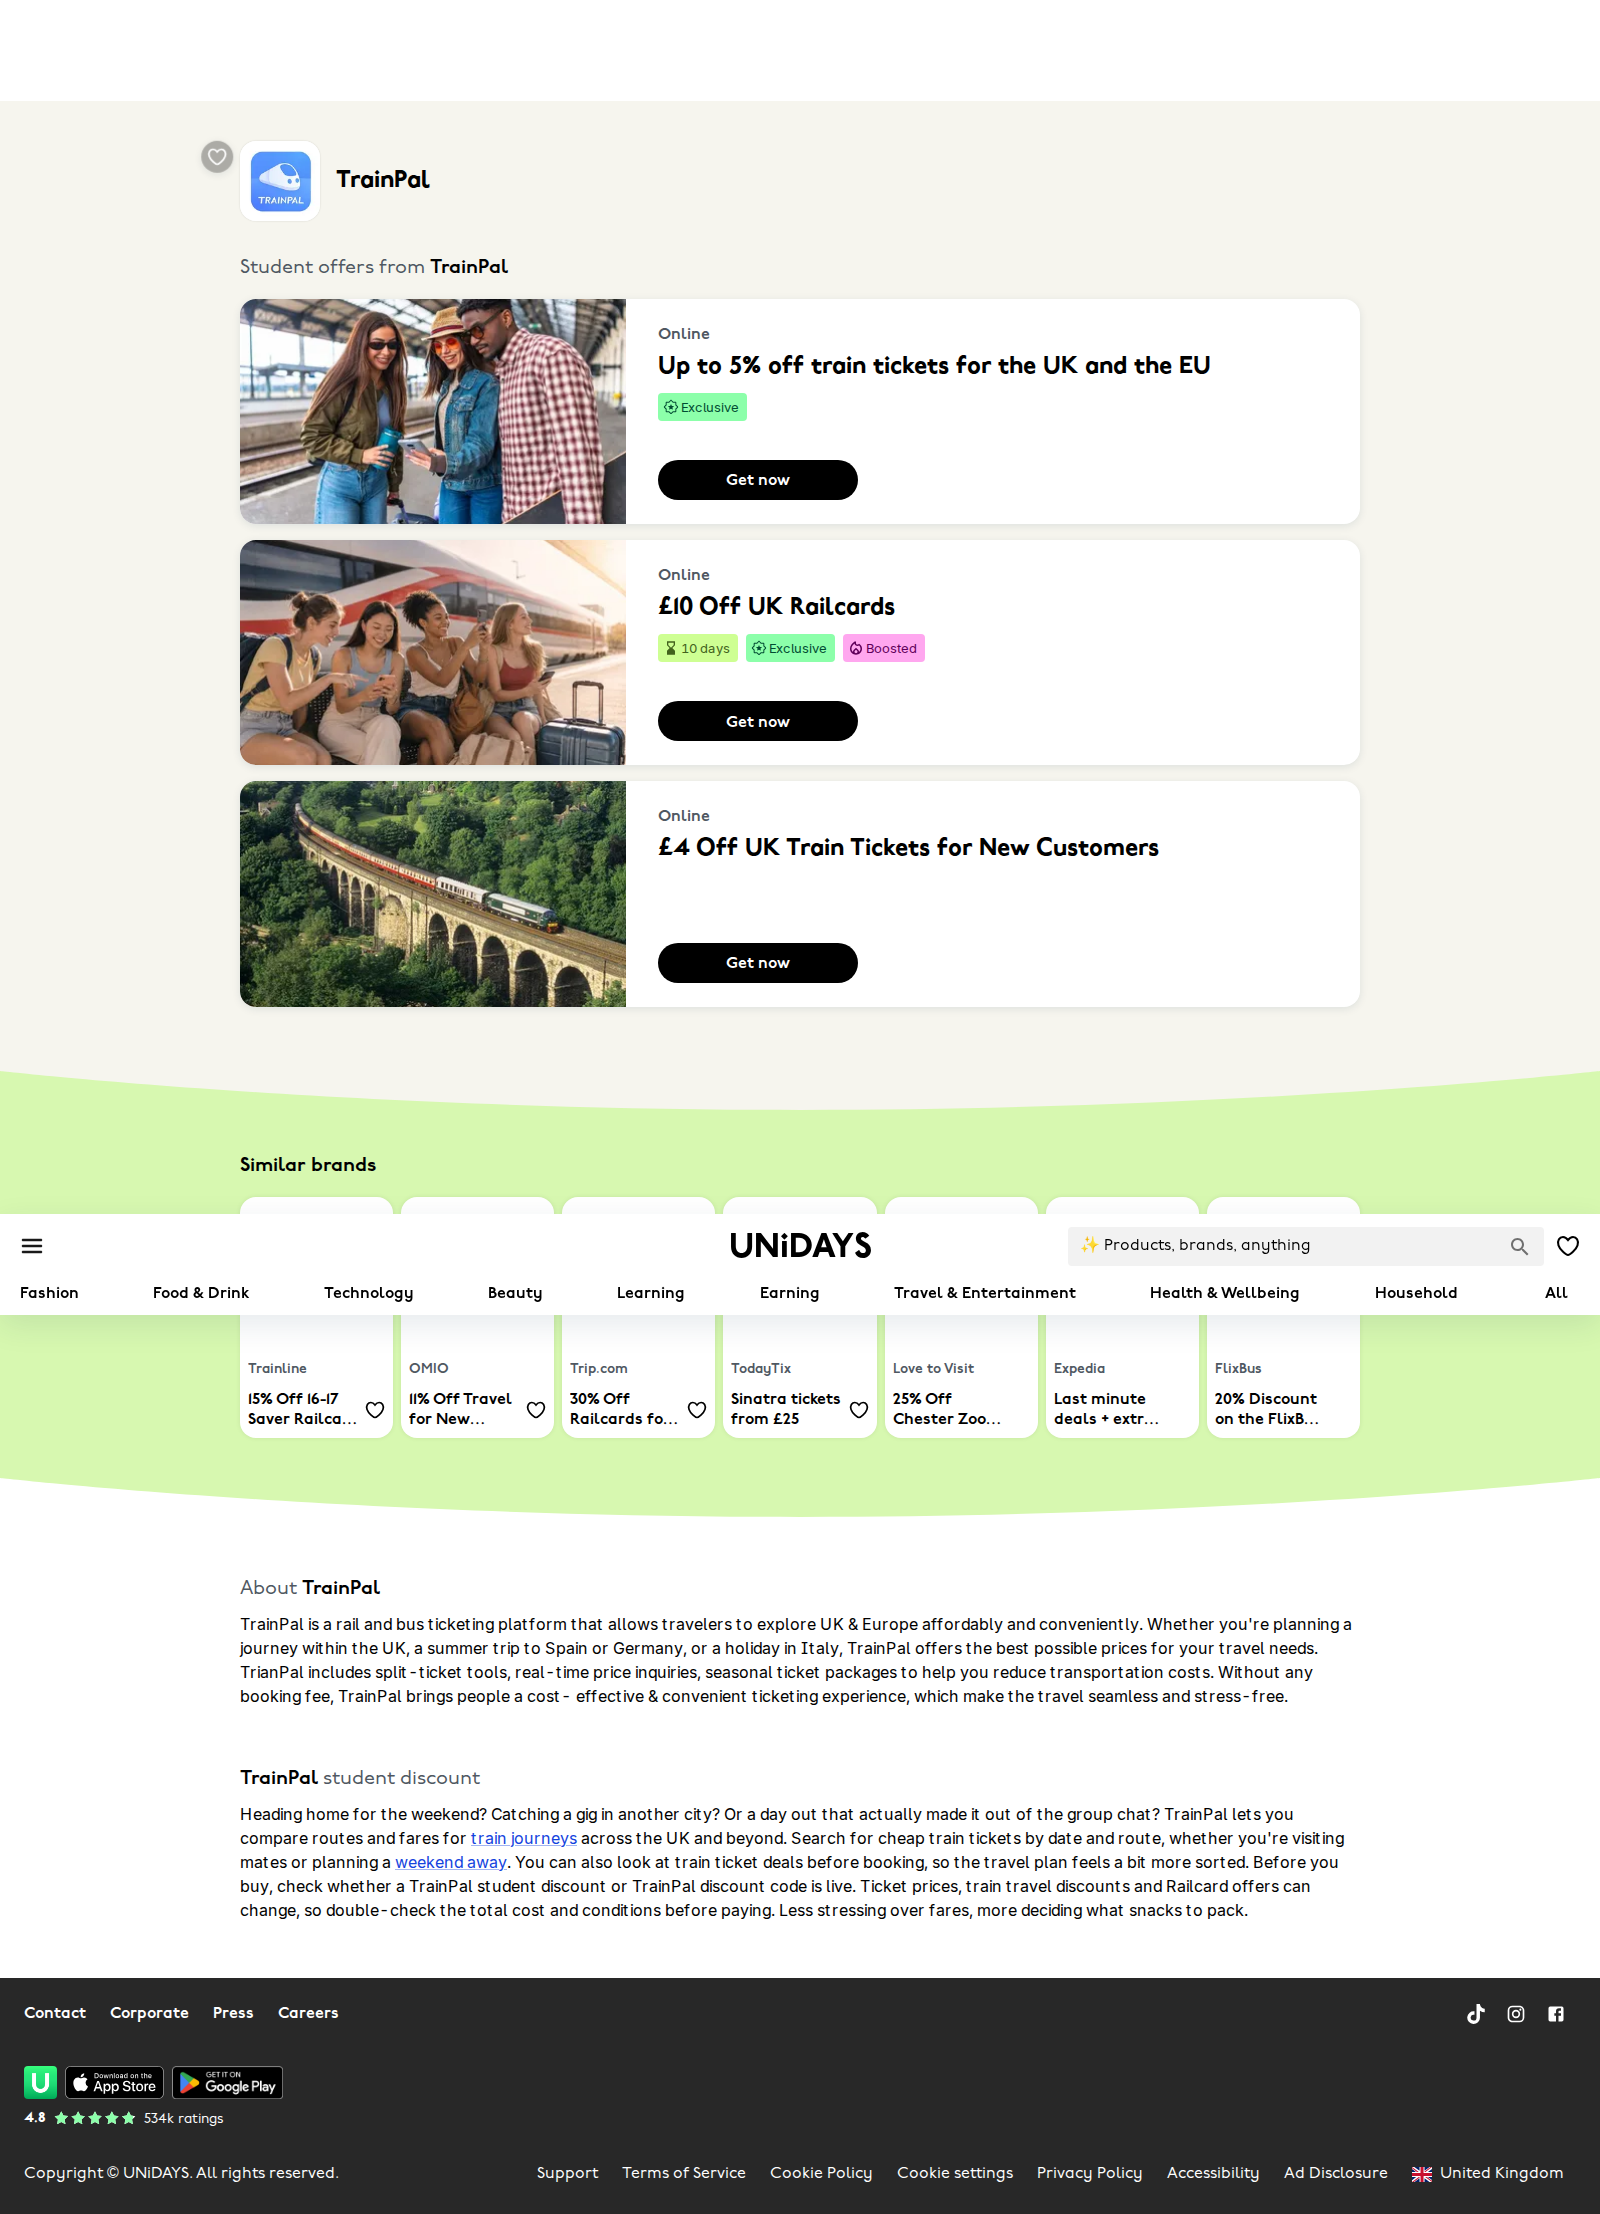 TRAINPAL
TrainPal
Student offers from TrainPal
Online
Up to 5% off train tickets for the UK and the EU
Exclusive
Get now
Online
£10 Off UK Railcards
10 days
Exclusive
Boosted
Get now
Online
£4 Off UK Train Tickets for New Customers
Get now
Similar brands
UNiDAYS
✨ Products, brands, anything
Fashion
Food & Drink
Technology
Beauty
Learning
Earning
Travel & Entertainment
Health & Wellbeing
Household
All
Trainline
15% Off 16-17
Saver Railca...
OMIO
11% Off Travel
for New...
Trip.com
30% Off
Railcards fo...
TodayTix
Sinatra tickets
from £25
Love to Visit
25% Off
Chester Zoo...
Expedia
Last minute
deals + extr...
FlixBus
20% Discount
on the FlixB...
About TrainPal
TrainPal is a rail and bus ticketing platform that allows travelers to explore UK & Europe affordably and conveniently. Whether you're planning a
journey within the UK, a summer trip to Spain or Germany, or a holiday in Italy, TrainPal offers the best possible prices for your travel needs.
TrianPal includes split-ticket tools, real-time price inquiries, seasonal ticket packages to help you reduce transportation costs. Without any
booking fee, TrainPal brings people a cost- effective & convenient ticketing experience, which make the travel seamless and stress-free.
TrainPal student discount
Heading home for the weekend? Catching a gig in another city? Or a day out that actually made it out of the group chat? TrainPal lets you
compare routes and fares for train journeys across the UK and beyond. Search for cheap train tickets by date and route, whether you're visiting
mates or planning a weekend away. You can also look at train ticket deals before booking, so the travel plan feels a bit more sorted. Before you
buy, check whether a TrainPal student discount or TrainPal discount code is live. Ticket prices, train travel discounts and Railcard offers can
change, so double-check the total cost and conditions before paying. Less stressing over fares, more deciding what snacks to pack.
Contact
Corporate
Press
Careers
U
Download on the
App Store
GET IT ON
Google Play
4.8
534k ratings
Copyright © UNiDAYS. All rights reserved.
Support
Terms of Service
Cookie Policy
Cookie settings
Privacy Policy
Accessibility
Ad Disclosure
United Kingdom